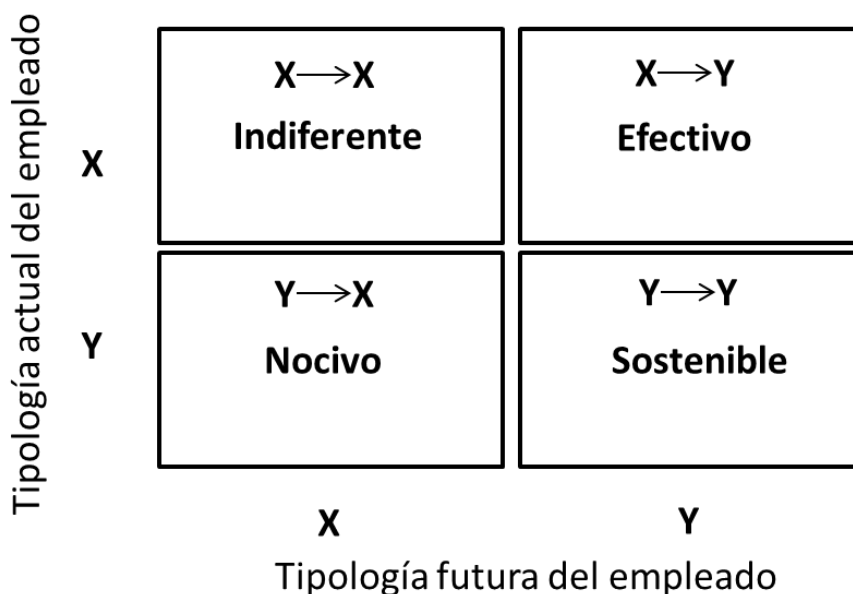 Tipología actual del empleado
X
X→X
Indiferente
X→Y
Efectivo
Y
Y→X
Nocivo
Y→Y
Sostenible
X
Y
Tipología futura del empleado